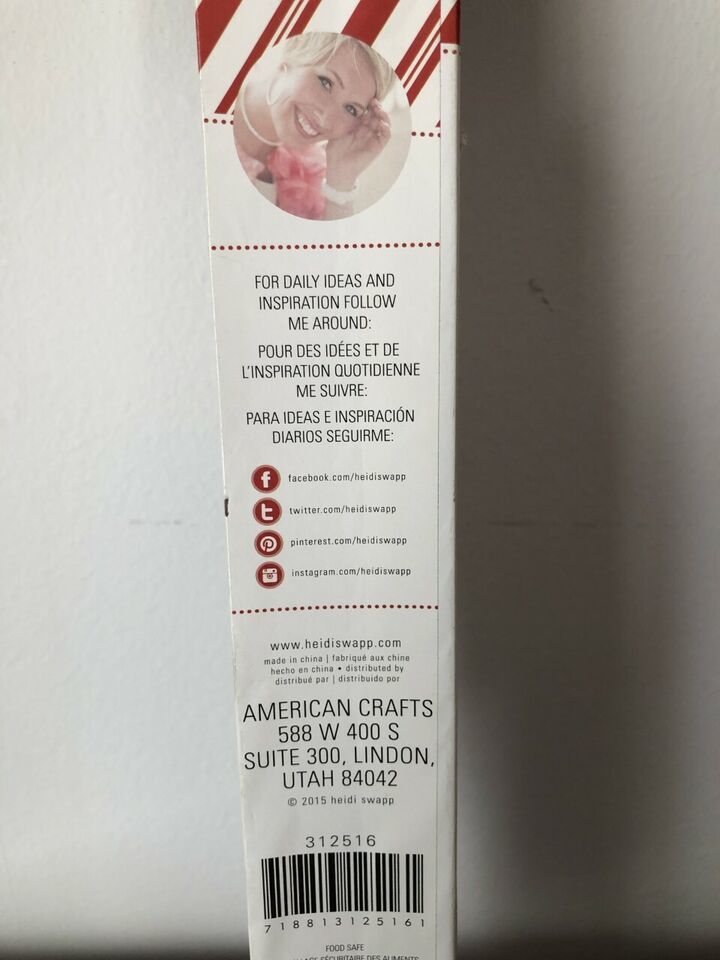 FOR DAILY IDEAS AND
INSPIRATION FOLLOW
ME AROUND:
POUR DES IDÉES ET DE
L'INSPIRATION QUOTIDIENNE
ME SUIVRE:
PARA IDEAS E INSPIRACIÓN
DIARIOS SEGUIRME:
facebook.com/heidiswapp
twitter.com/heidiswapp
pinterest.com/heidiswapp
instagram.com/heidiswapp
www.heidiswapp.com
made in china | fabriqué aux chine
hecho en china • distributed by
distribué par | distribuido por
AMERICAN CRAFTS
588 W 400 S
SUITE 300, LINDON,
UTAH 84042
© 2015 heidi swapp
312516
7 18813 12516 1
FOOD SAFE
SÉCURITAIRE DES ALIMENTS